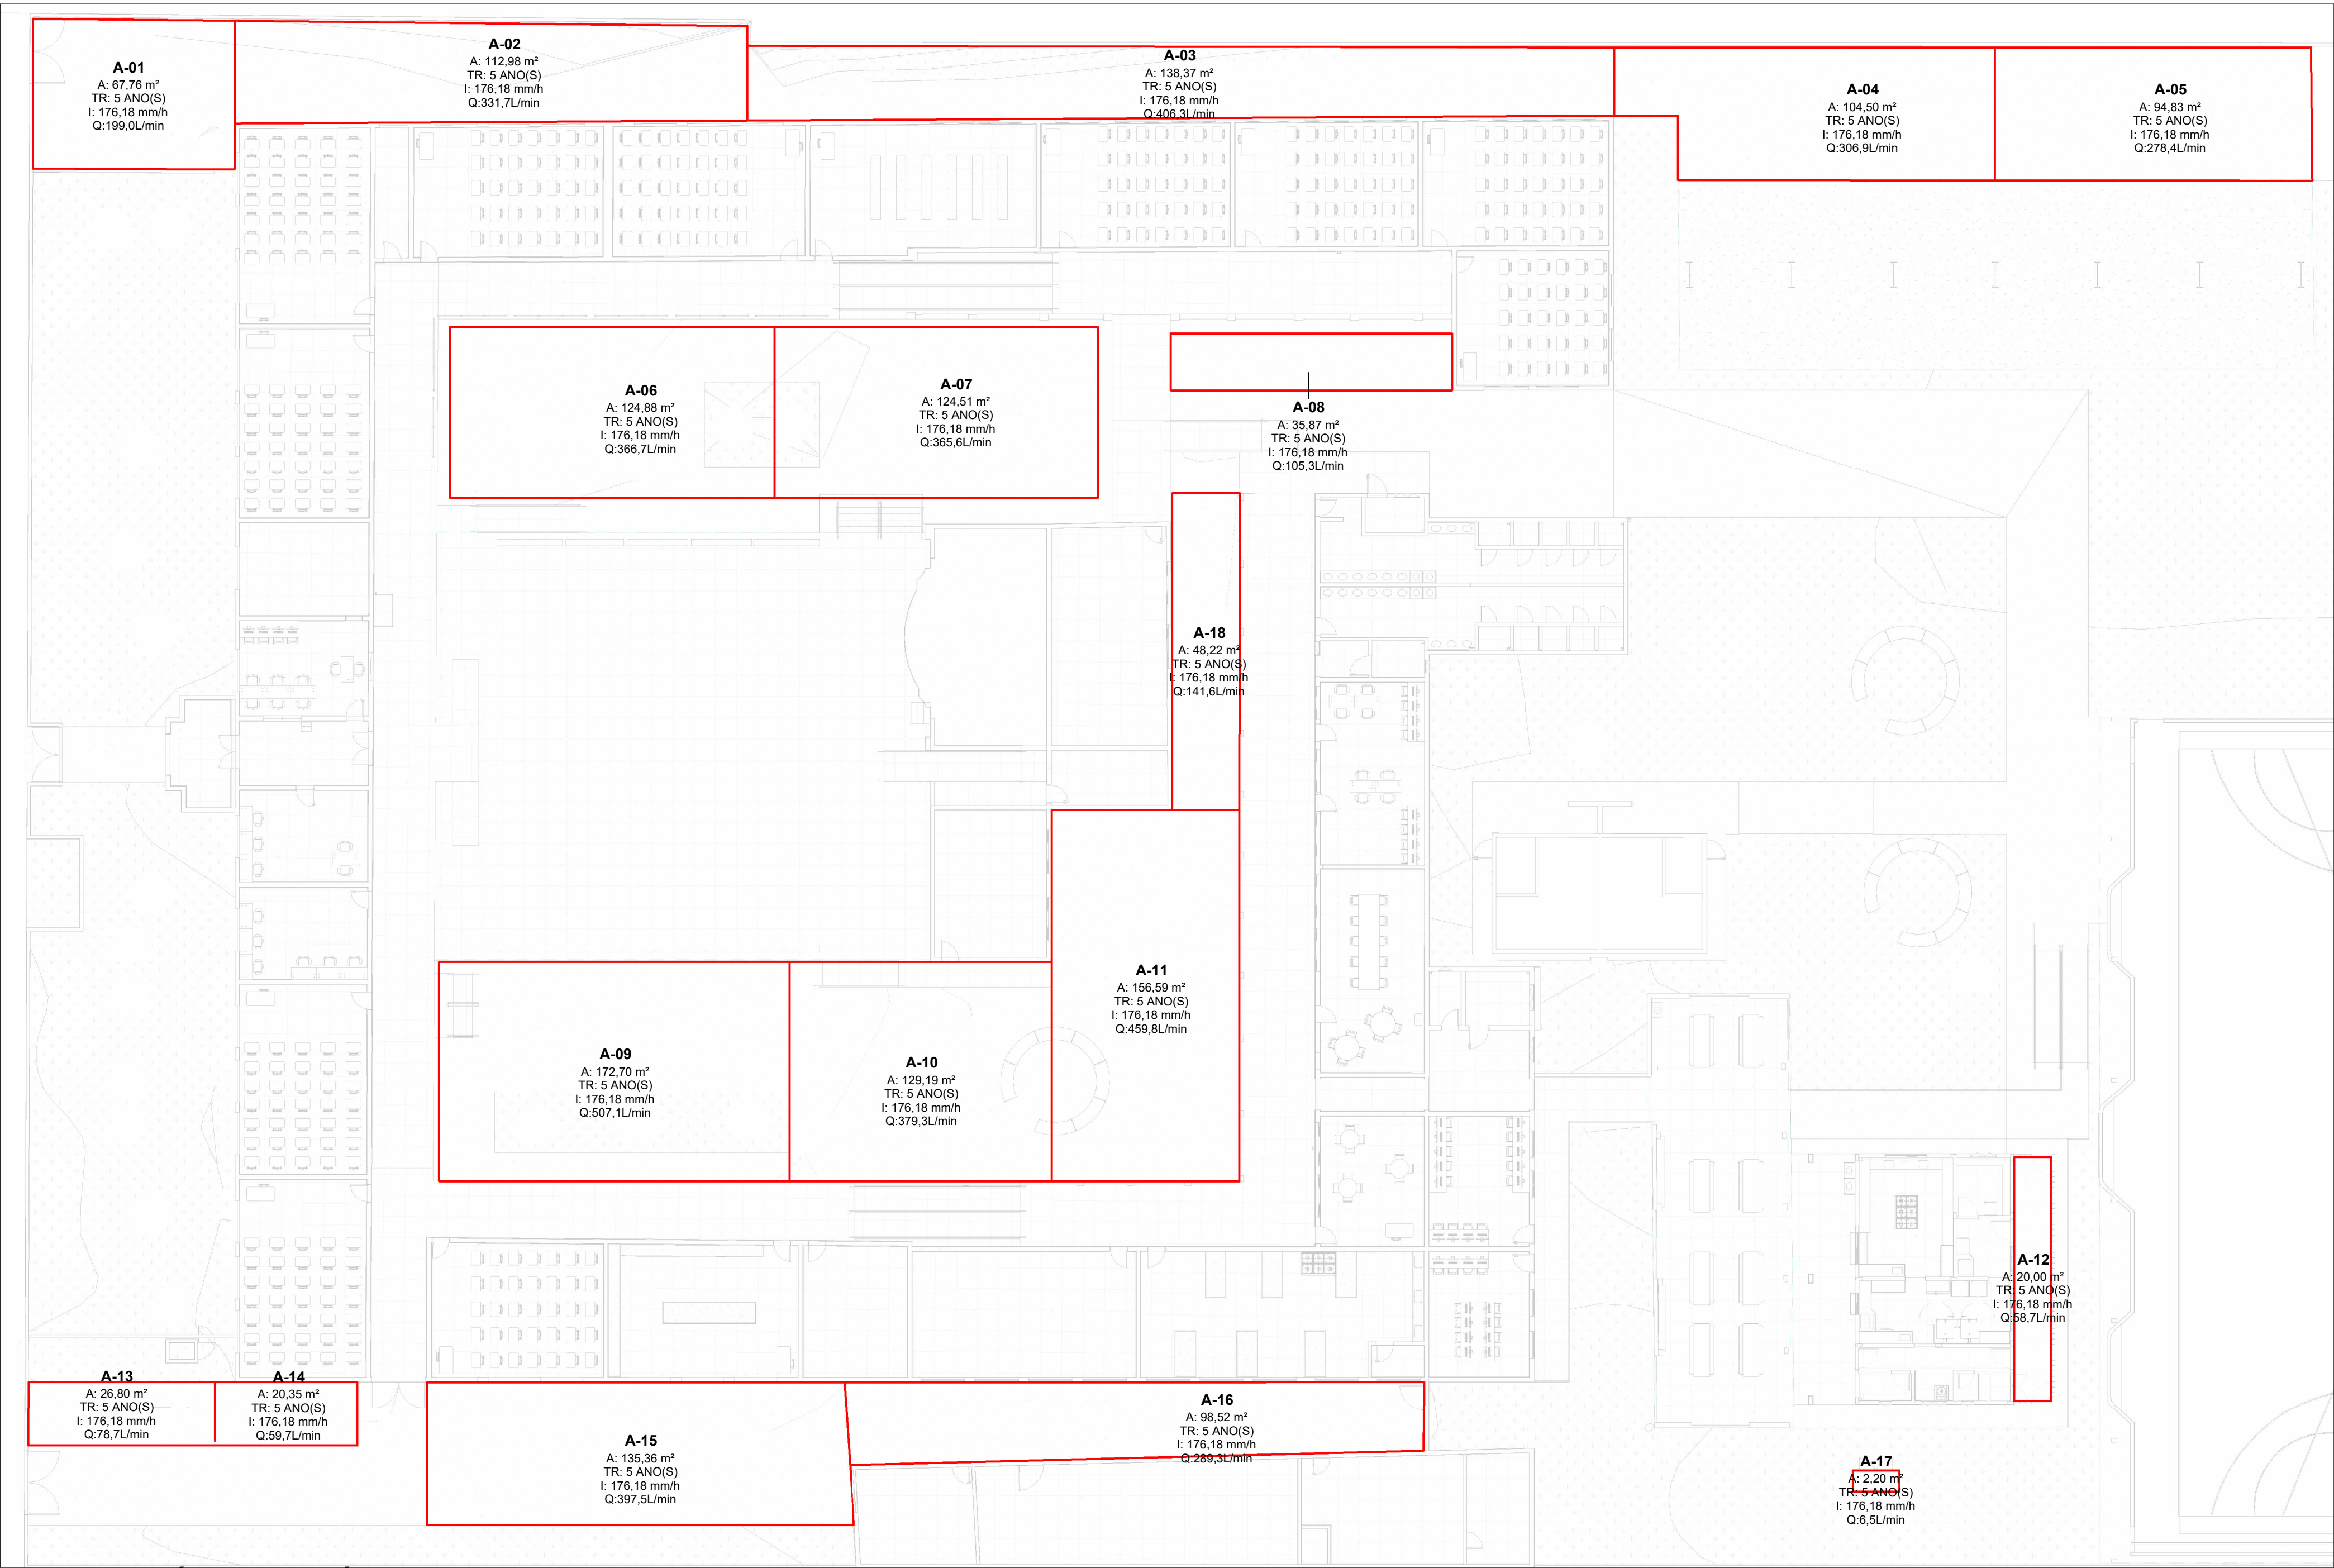 A-01
A: 67,76 m²
TR: 5 ANO(S)
I: 176,18 mm/h
Q:199,0L/min
A-02
A: 112,98 m²
TR: 5 ANO(S)
I: 176,18 mm/h
Q:331,7L/min
A-03
A: 138,37 m²
TR: 5 ANO(S)
I: 176,18 mm/h
Q:406,3L/min
A-04
A: 104,50 m²
TR: 5 ANO(S)
I: 176,18 mm/h
Q:306,9L/min
A-05
A: 94,83 m²
TR: 5 ANO(S)
I: 176,18 mm/h
Q:278,4L/min
A-06
A: 124,88 m²
TR: 5 ANO(S)
I: 176,18 mm/h
Q:366,7L/min
A-07
A: 124,51 m²
TR: 5 ANO(S)
I: 176,18 mm/h
Q:365,6L/min
A-08
A: 35,87 m²
TR: 5 ANO(S)
I: 176,18 mm/h
Q:105,3L/min
A-18
A: 48,22 m²
TR: 5 ANO(S)
I: 176,18 mm/h
Q:141,6L/min
A-11
A: 156,59 m²
TR: 5 ANO(S)
I: 176,18 mm/h
Q:459,8L/min
A-09
A: 172,70 m²
TR: 5 ANO(S)
I: 176,18 mm/h
Q:507,1L/min
A-10
A: 129,19 m²
TR: 5 ANO(S)
I: 176,18 mm/h
Q:379,3L/min
A-12
A: 20,00 m²
TR: 5 ANO(S)
I: 176,18 mm/h
Q:58,7L/min
A-13
A: 26,80 m²
TR: 5 ANO(S)
I: 176,18 mm/h
Q:78,7L/min
A-14
A: 20,35 m²
TR: 5 ANO(S)
I: 176,18 mm/h
Q:59,7L/min
A-15
A: 135,36 m²
TR: 5 ANO(S)
I: 176,18 mm/h
Q:397,5L/min
A-16
A: 98,52 m²
TR: 5 ANO(S)
I: 176,18 mm/h
Q:289,3L/min
A-17
A: 2,20 m²
TR: 5 ANO(S)
I: 176,18 mm/h
Q:6,5L/min